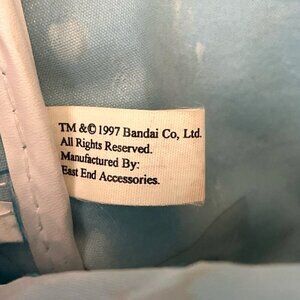 TM &© 1997 Bandai Co, Ltd.
All Rights Reserved.
Manufactured By:
East End Accessories.